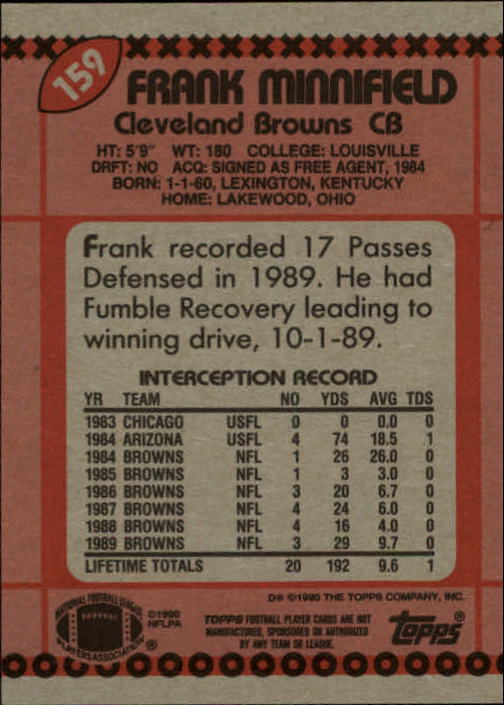 159
FRANK MINNIFIELD
Cleveland Browns CB
HT: 5'9" WT: 180 COLLEGE: LOUISVILLE
DRFT: NO ACQ: SIGNED AS FREE AGENT, 1984
BORN: 1-1-60, LEXINGTON, KENTUCKY
HOME: LAKEWOOD, OHIO
Frank recorded 17 Passes
Defensed in 1989. He had
Fumble Recovery leading to
winning drive, 10-1-89.
INTERCEPTION RECORD
YR TEAM NO YDS AVG TDS
1983 CHICAGO USFL 0 0 0.0 0
1984 ARIZONA USFL 4 74 18.5 1
1984 BROWNS NFL 1 26 26.0 0
1985 BROWNS NFL 1 3 3.0 0
1986 BROWNS NFL 3 20 6.7 0
1987 BROWNS NFL 4 24 6.0 0
1988 BROWNS NFL 4 16 4.0 0
1989 BROWNS NFL 3 29 9.7 0
LIFETIME TOTALS 20 192 9.6 1
D* ©1990 THE TOPPS COMPANY, INC.
NATIONAL FOOTBALL LEAGUE
PLAYERS ASSOCIATION ®
©1990
NFLPA
TOPPS FOOTBALL PLAYER CARDS ARE NOT
MANUFACTURED, SPONSORED OR AUTHORIZED
BY ANY TEAM OR LEAGUE.
topps®